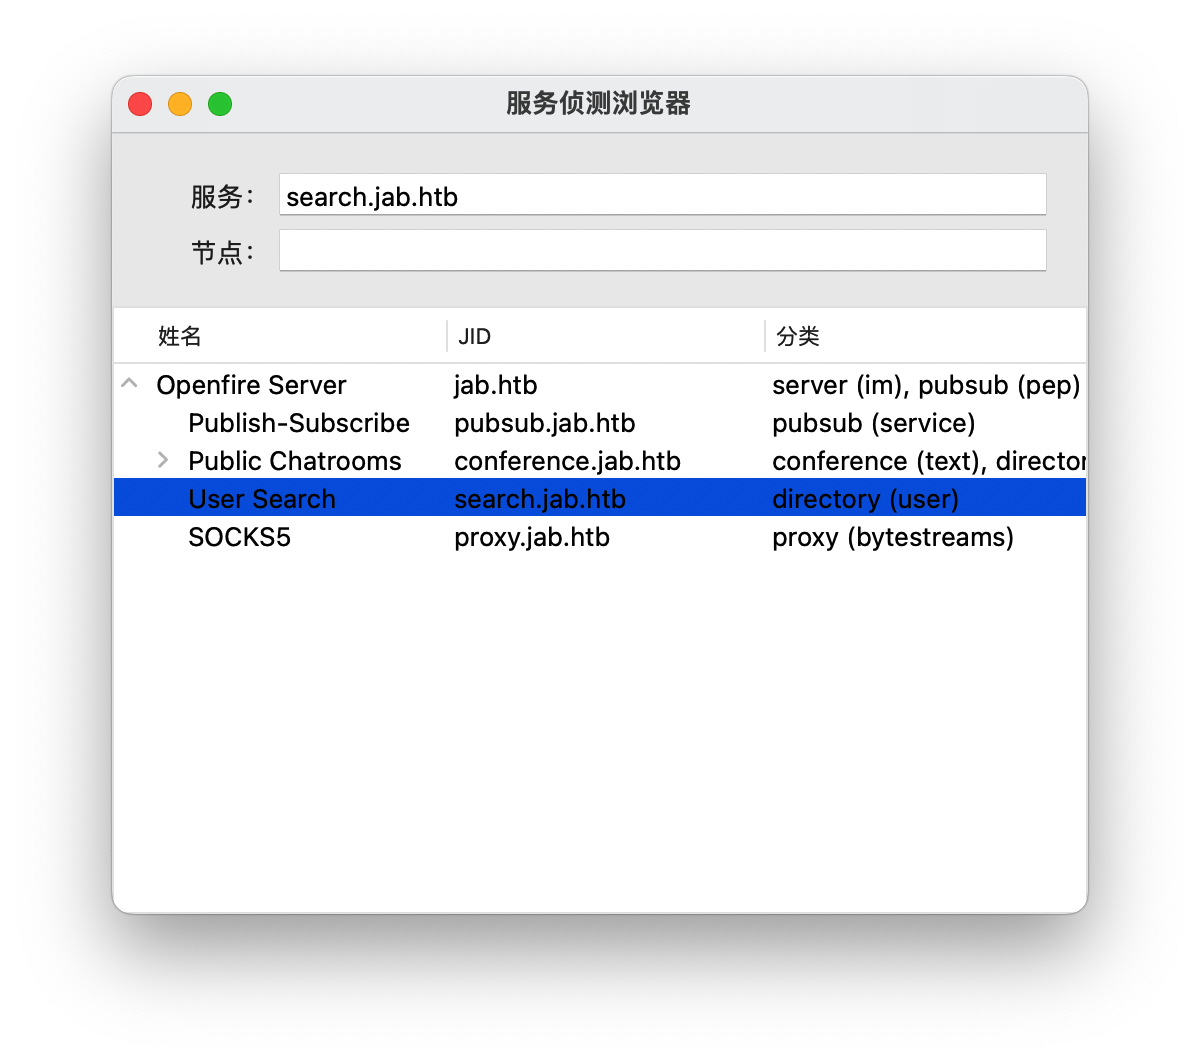 服务侦测浏览器
服务： search.jab.htb
节点：
姓名 JID 分类
Openfire Server jab.htb server (im), pubsub (pep)
Publish-Subscribe pubsub.jab.htb pubsub (service)
Public Chatrooms conference.jab.htb conference (text), director
User Search search.jab.htb directory (user)
SOCKS5 proxy.jab.htb proxy (bytestreams)